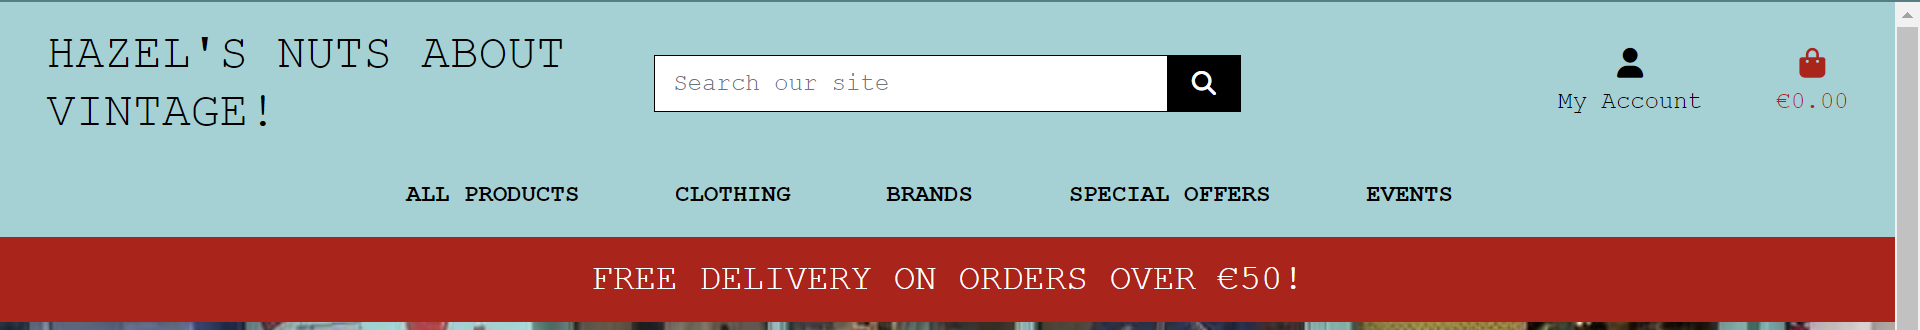 HAZEL'S NUTS ABOUT
VINTAGE!
Search our site
My Account
€0.00
ALL PRODUCTS CLOTHING BRANDS SPECIAL OFFERS EVENTS
FREE DELIVERY ON ORDERS OVER €50!